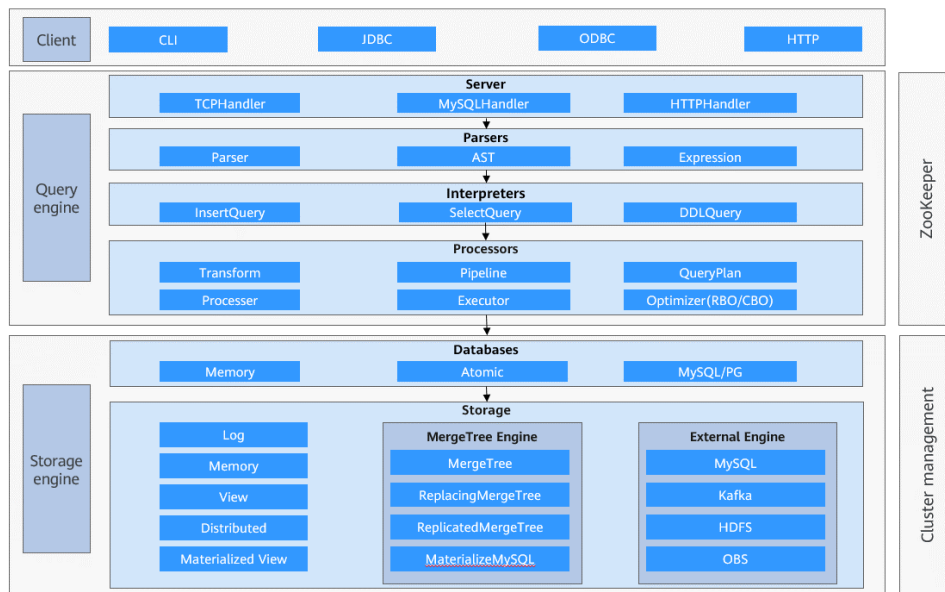 Client
CLI
JDBC
ODBC
HTTP
Query
engine
Server
TCPHandler
MySQLHandler
HTTPHandler
Parsers
Parser
AST
Expression
Interpreters
InsertQuery
SelectQuery
DDLQuery
Processors
Transform
Pipeline
QueryPlan
Processer
Executor
Optimizer(RBO/CBO)
ZooKeeper
Storage
engine
Databases
Memory
Atomic
MySQL/PG
Storage
Log
Memory
View
Distributed
Materialized View
MergeTree Engine
MergeTree
ReplacingMergeTree
ReplicatedMergeTree
MaterializeMySQL
External Engine
MySQL
Kafka
HDFS
OBS
Cluster management